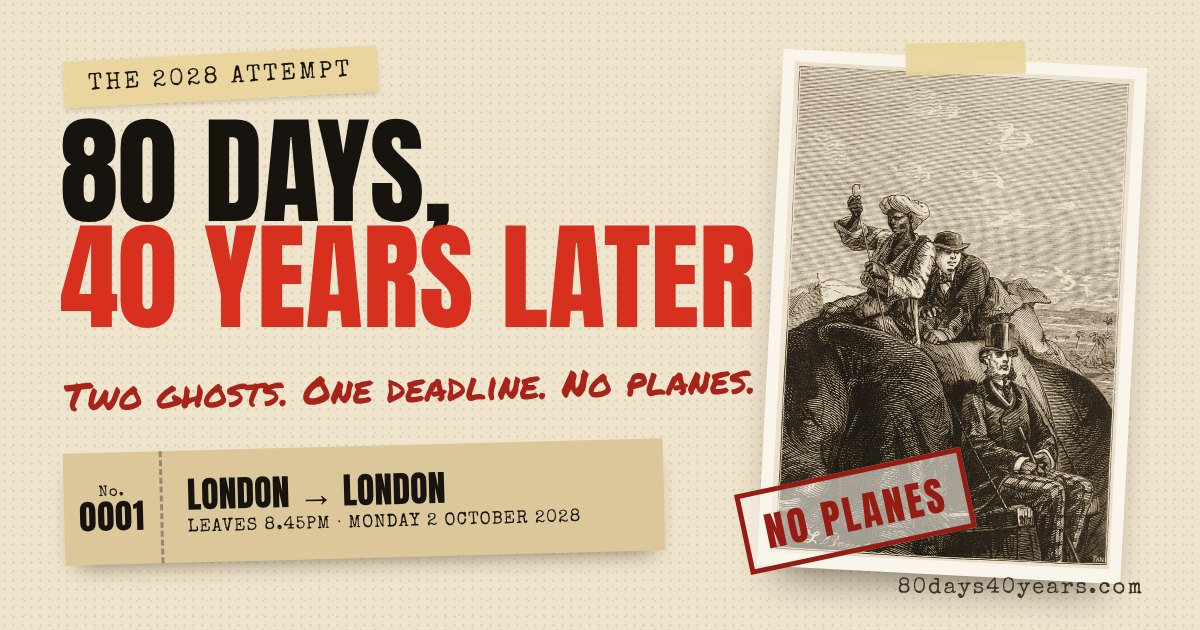 THE 2028 ATTEMPT
80 DAYS,
40 YEARS LATER
Two ghosts. One deadline. No planes.
No.
0001
LONDON → LONDON
LEAVES 8.45PM · MONDAY 2 OCTOBER 2028
NO PLANES
80days40years.com